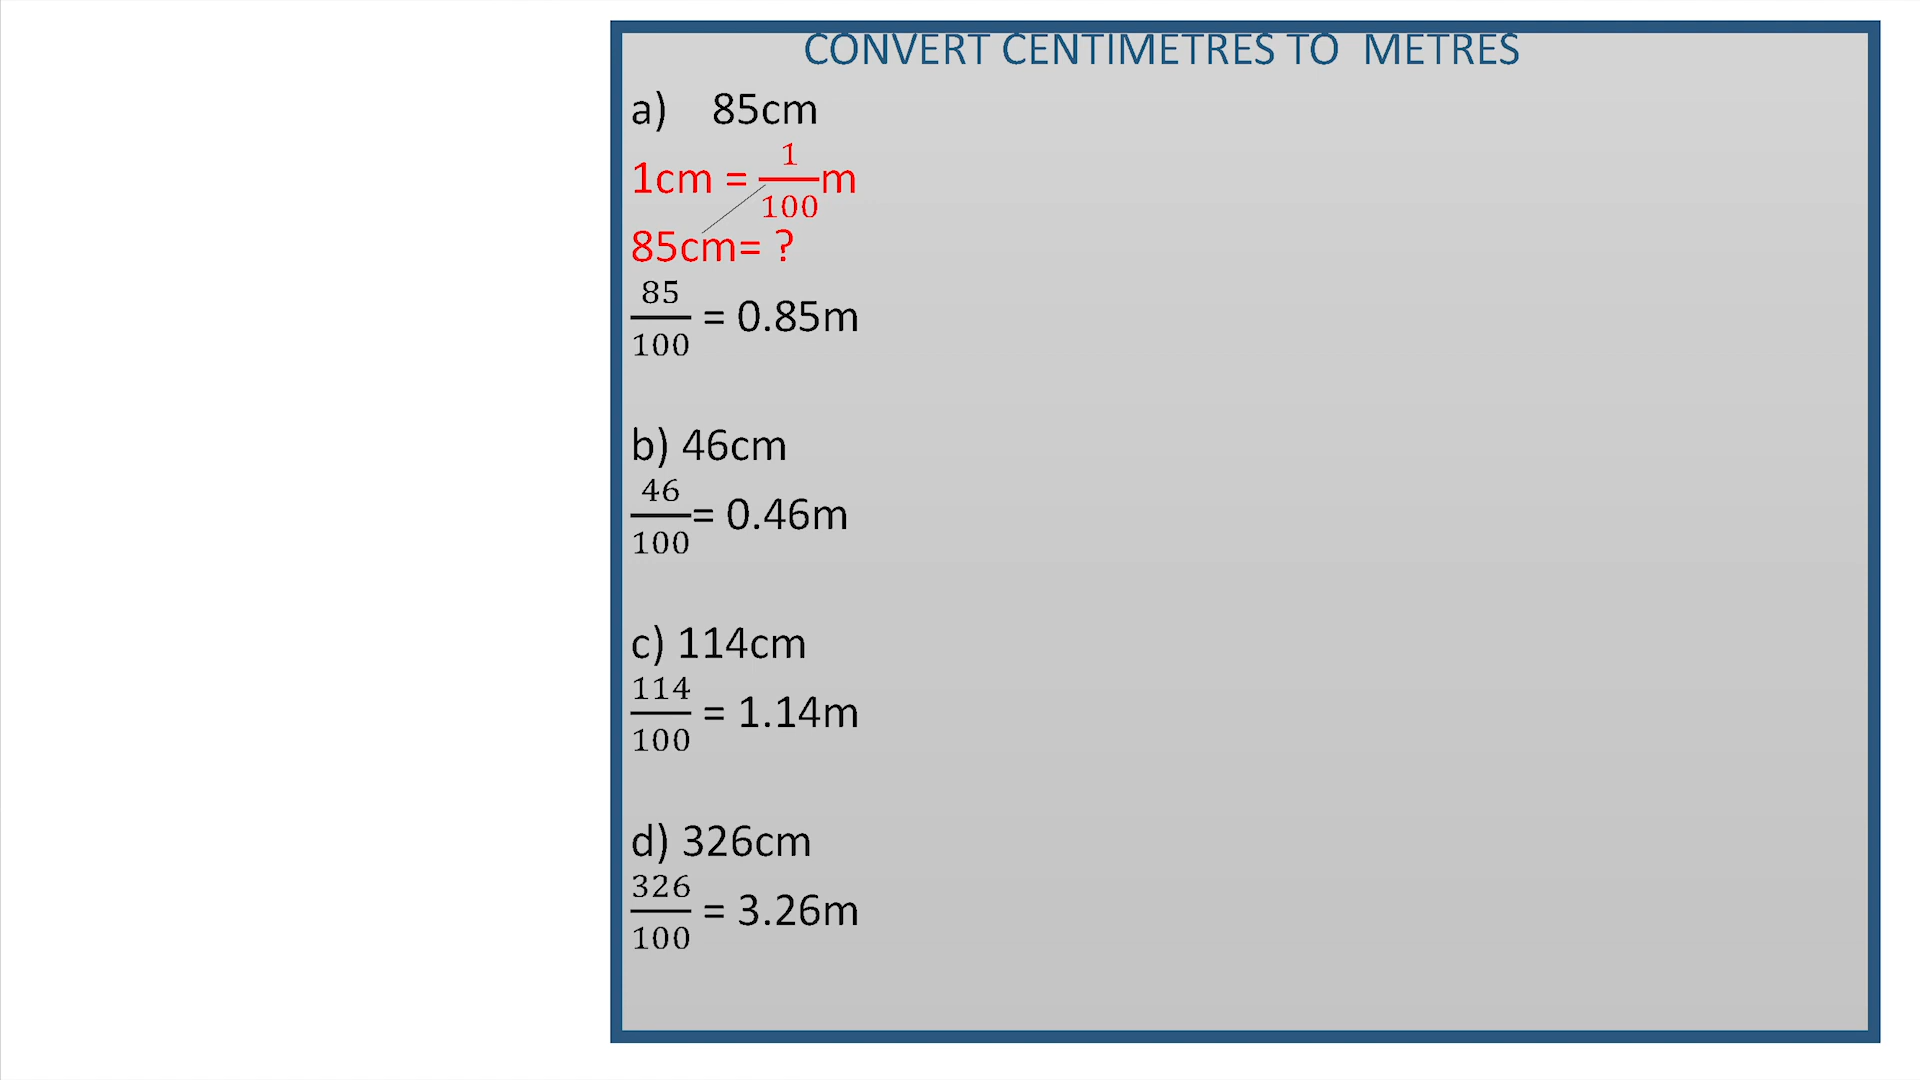 CONVERT CENTIMETRES TO METRES
a) 85cm
1cm = 1/100 m
85cm= ?
85/100 = 0.85m
b) 46cm
46/100 = 0.46m
c) 114cm
114/100 = 1.14m
d) 326cm
326/100 = 3.26m